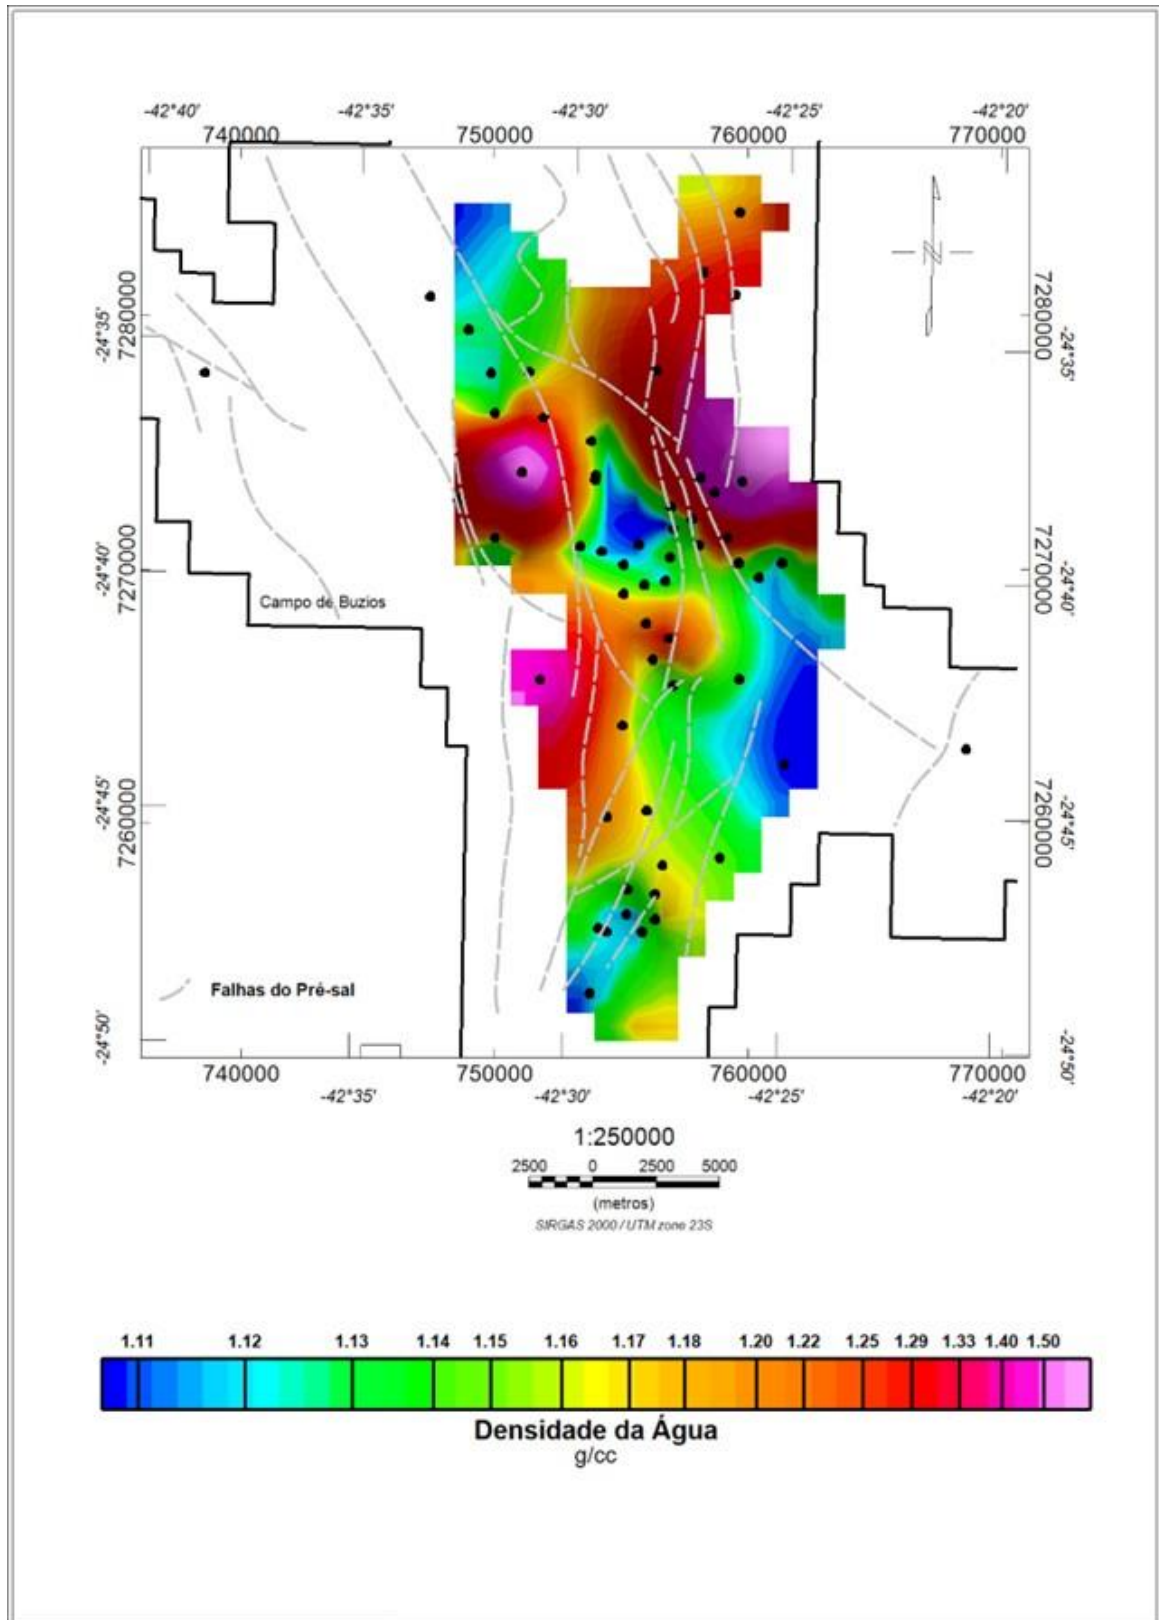 -42°40' -42°35' -42°30' -42°25' -42°20'
740000 750000 760000 770000
-24°35' 7280000 7280000 -24°35'
-24°40' 7270000 7270000 -24°40'
Campo de Buzios
-24°45' 7260000 7260000 -24°45'
Falhas do Pré-sal
-24°50' -24°50'
740000 750000 760000 770000
-42°35' -42°30' -42°25' -42°20'
1:250000
2500 0 2500 5000
(metros)
SIRGAS 2000 / UTM zone 23S
1.11 1.12 1.13 1.14 1.15 1.16 1.17 1.18 1.20 1.22 1.25 1.29 1.33 1.40 1.50
Densidade da Água
g/cc